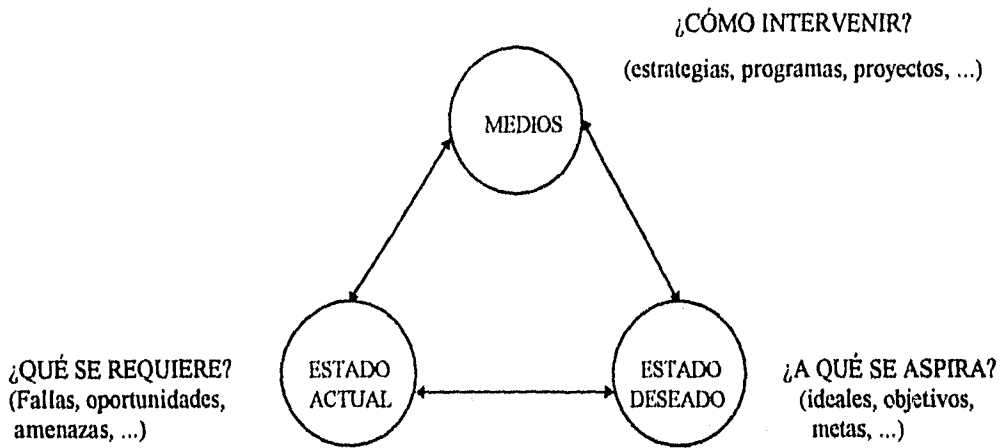 ¿CÓMO INTERVENIR?
(estrategias, programas, proyectos, ...)
MEDIOS
¿QUÉ SE REQUIERE?
(Fallas, oportunidades,
amenazas, ...)
ESTADO
ACTUAL
ESTADO
DESEADO
¿A QUÉ SE ASPIRA?
(ideales, objetivos,
metas, ...)